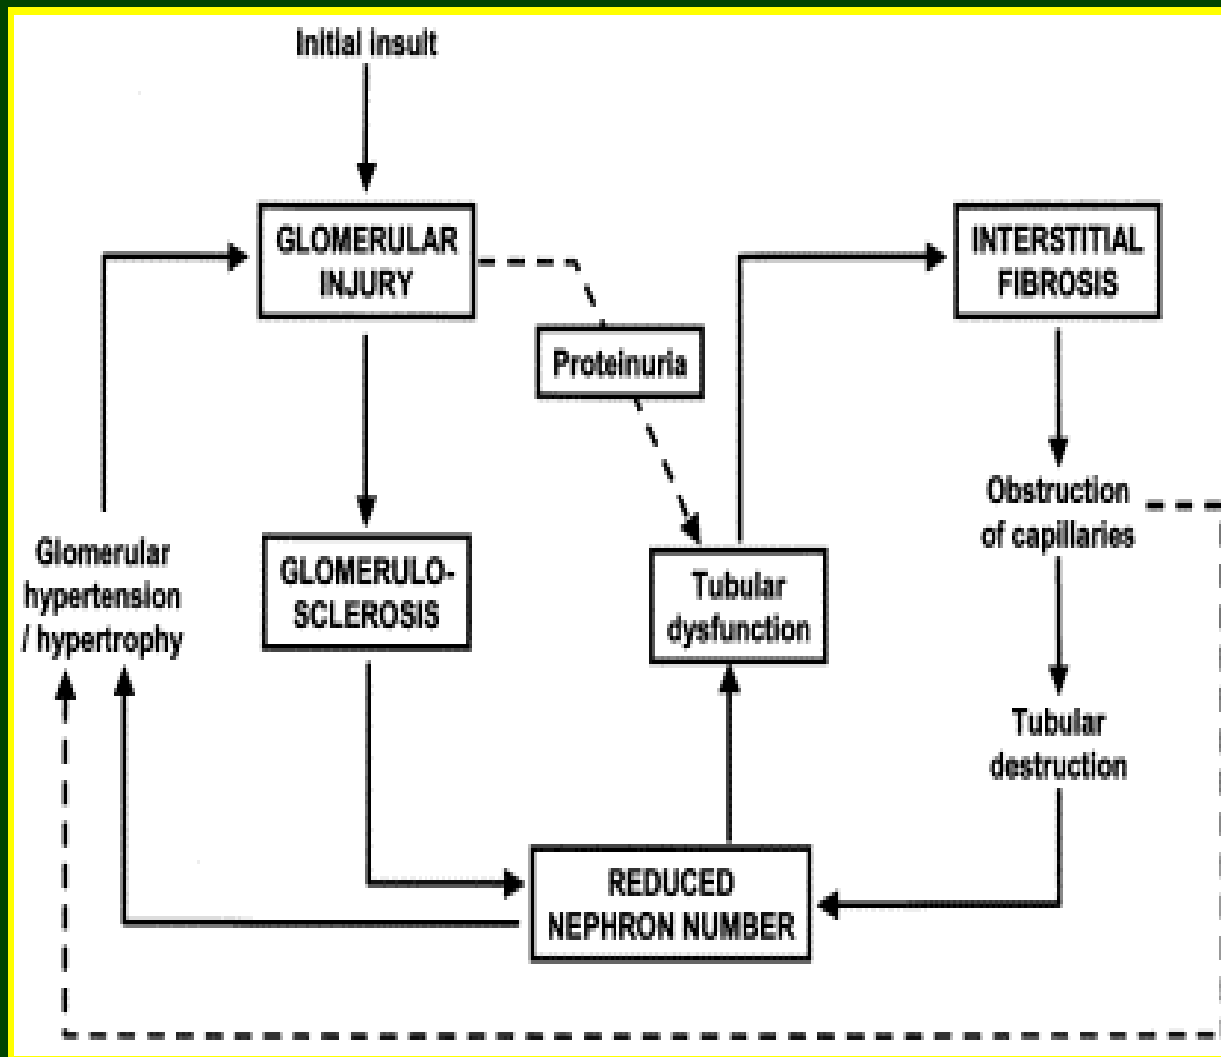 Initial insult
GLOMERULAR
INJURY
INTERSTITIAL
FIBROSIS
Proteinuria
Obstruction
of capillaries
Glomerular
hypertension
/ hypertrophy
GLOMERULO-
SCLEROSIS
Tubular
dysfunction
Tubular
destruction
REDUCED
NEPHRON NUMBER